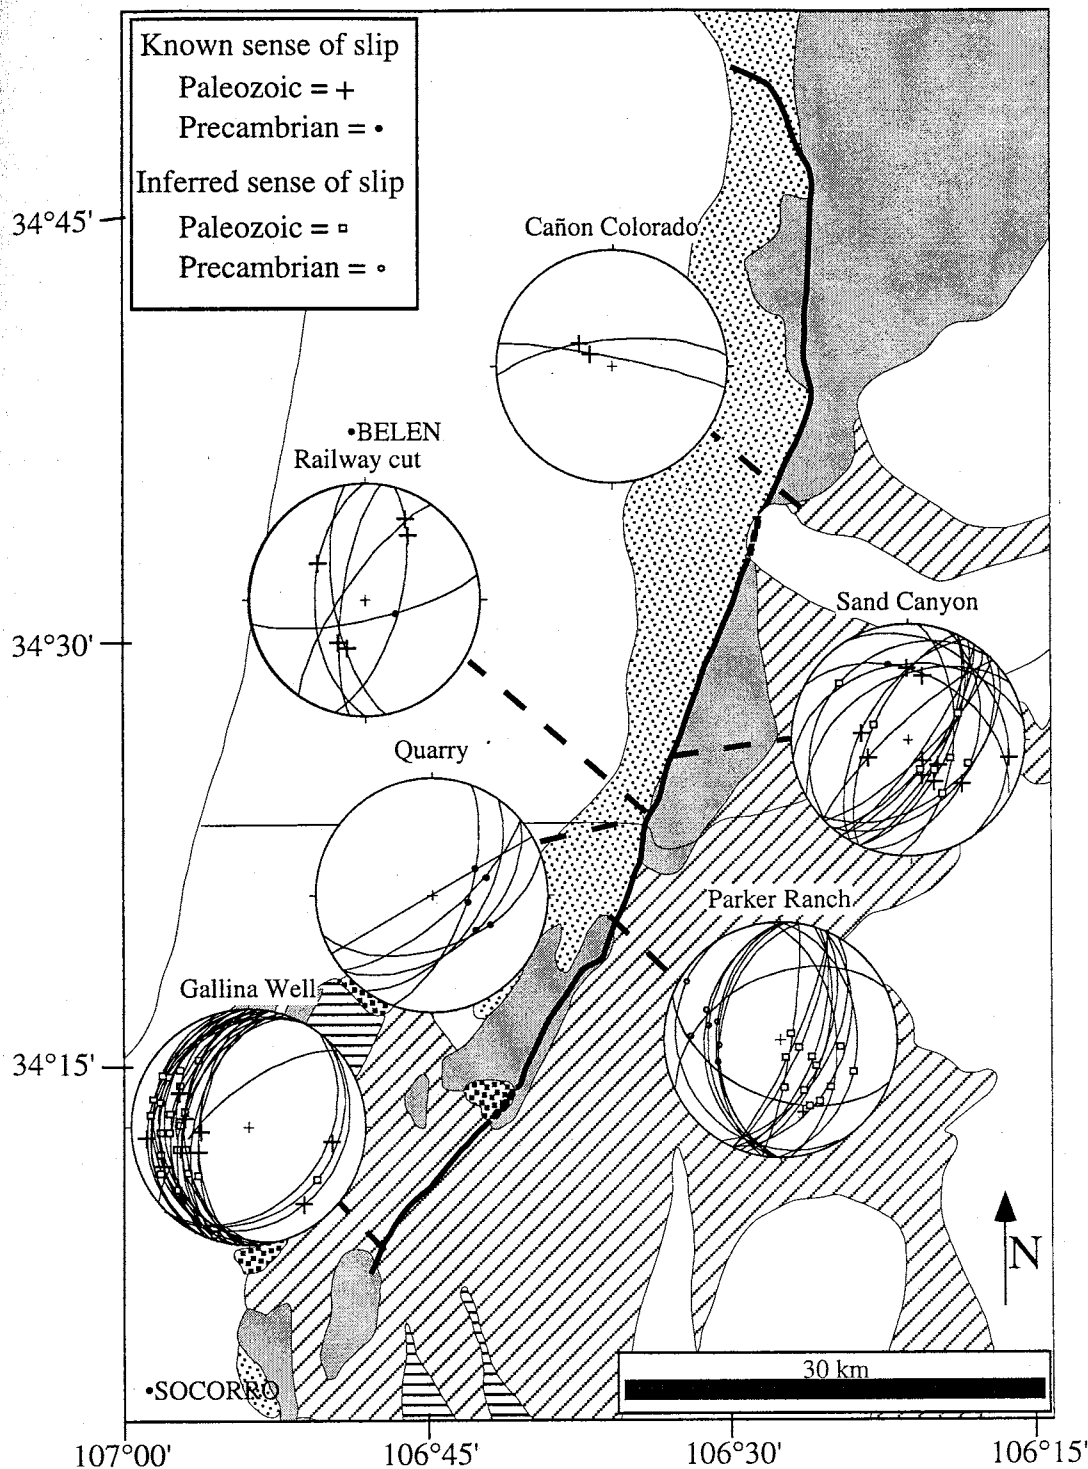 Known sense of slip
Paleozoic = +
Precambrian = •
Inferred sense of slip
Paleozoic = □
Precambrian = ∘
34°45'
Cañon Colorado
•BELEN
Railway cut
Sand Canyon
34°30'
Quarry
Parker Ranch
Gallina Well
34°15'
N
30 km
•SOCORRO
107°00'
106°45'
106°30'
106°15'